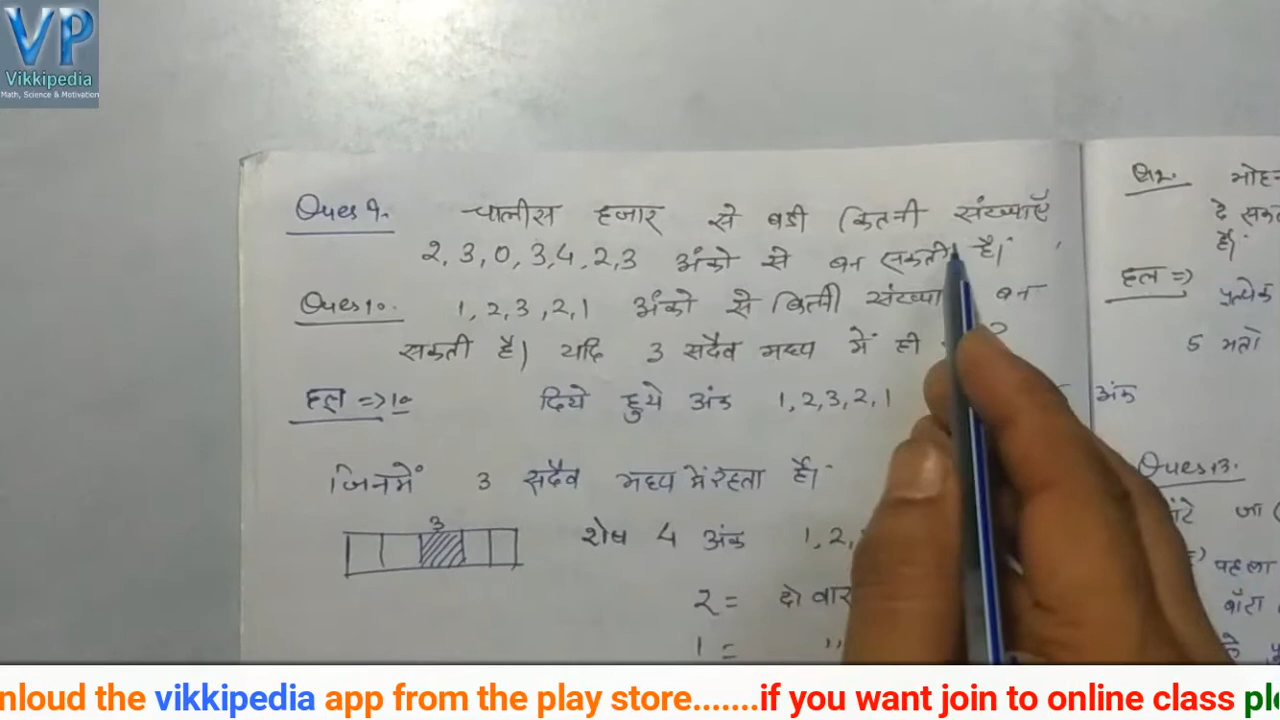 VP
Vikkipedia
Math, Science & Motivation
Ques 9. चालीस हजार से बडी कितनी संख्याएँ
2, 3, 0, 3, 4, 2, 3 अंको से बन सकती है।
Ques 10. 1, 2, 3, 2, 1 अंको से कितनी संख्या बन
सकती है। यदि 3 सदैव मध्य में ही
हल => 10 दिये हुये अंक 1, 2, 3, 2, 1
जिनमें 3 सदैव मध्य में रहता है।
3
शेष 4 अंक 1, 2,
2 = दो वार
1 = "
मोहन
दे
है।
हल =>
प्रत्येक
5 मतो
अंक
Ques 13.
बाँटे जा
पहला
बाँटा
nloud the vikkipedia app from the play store.......if you want join to online class ple